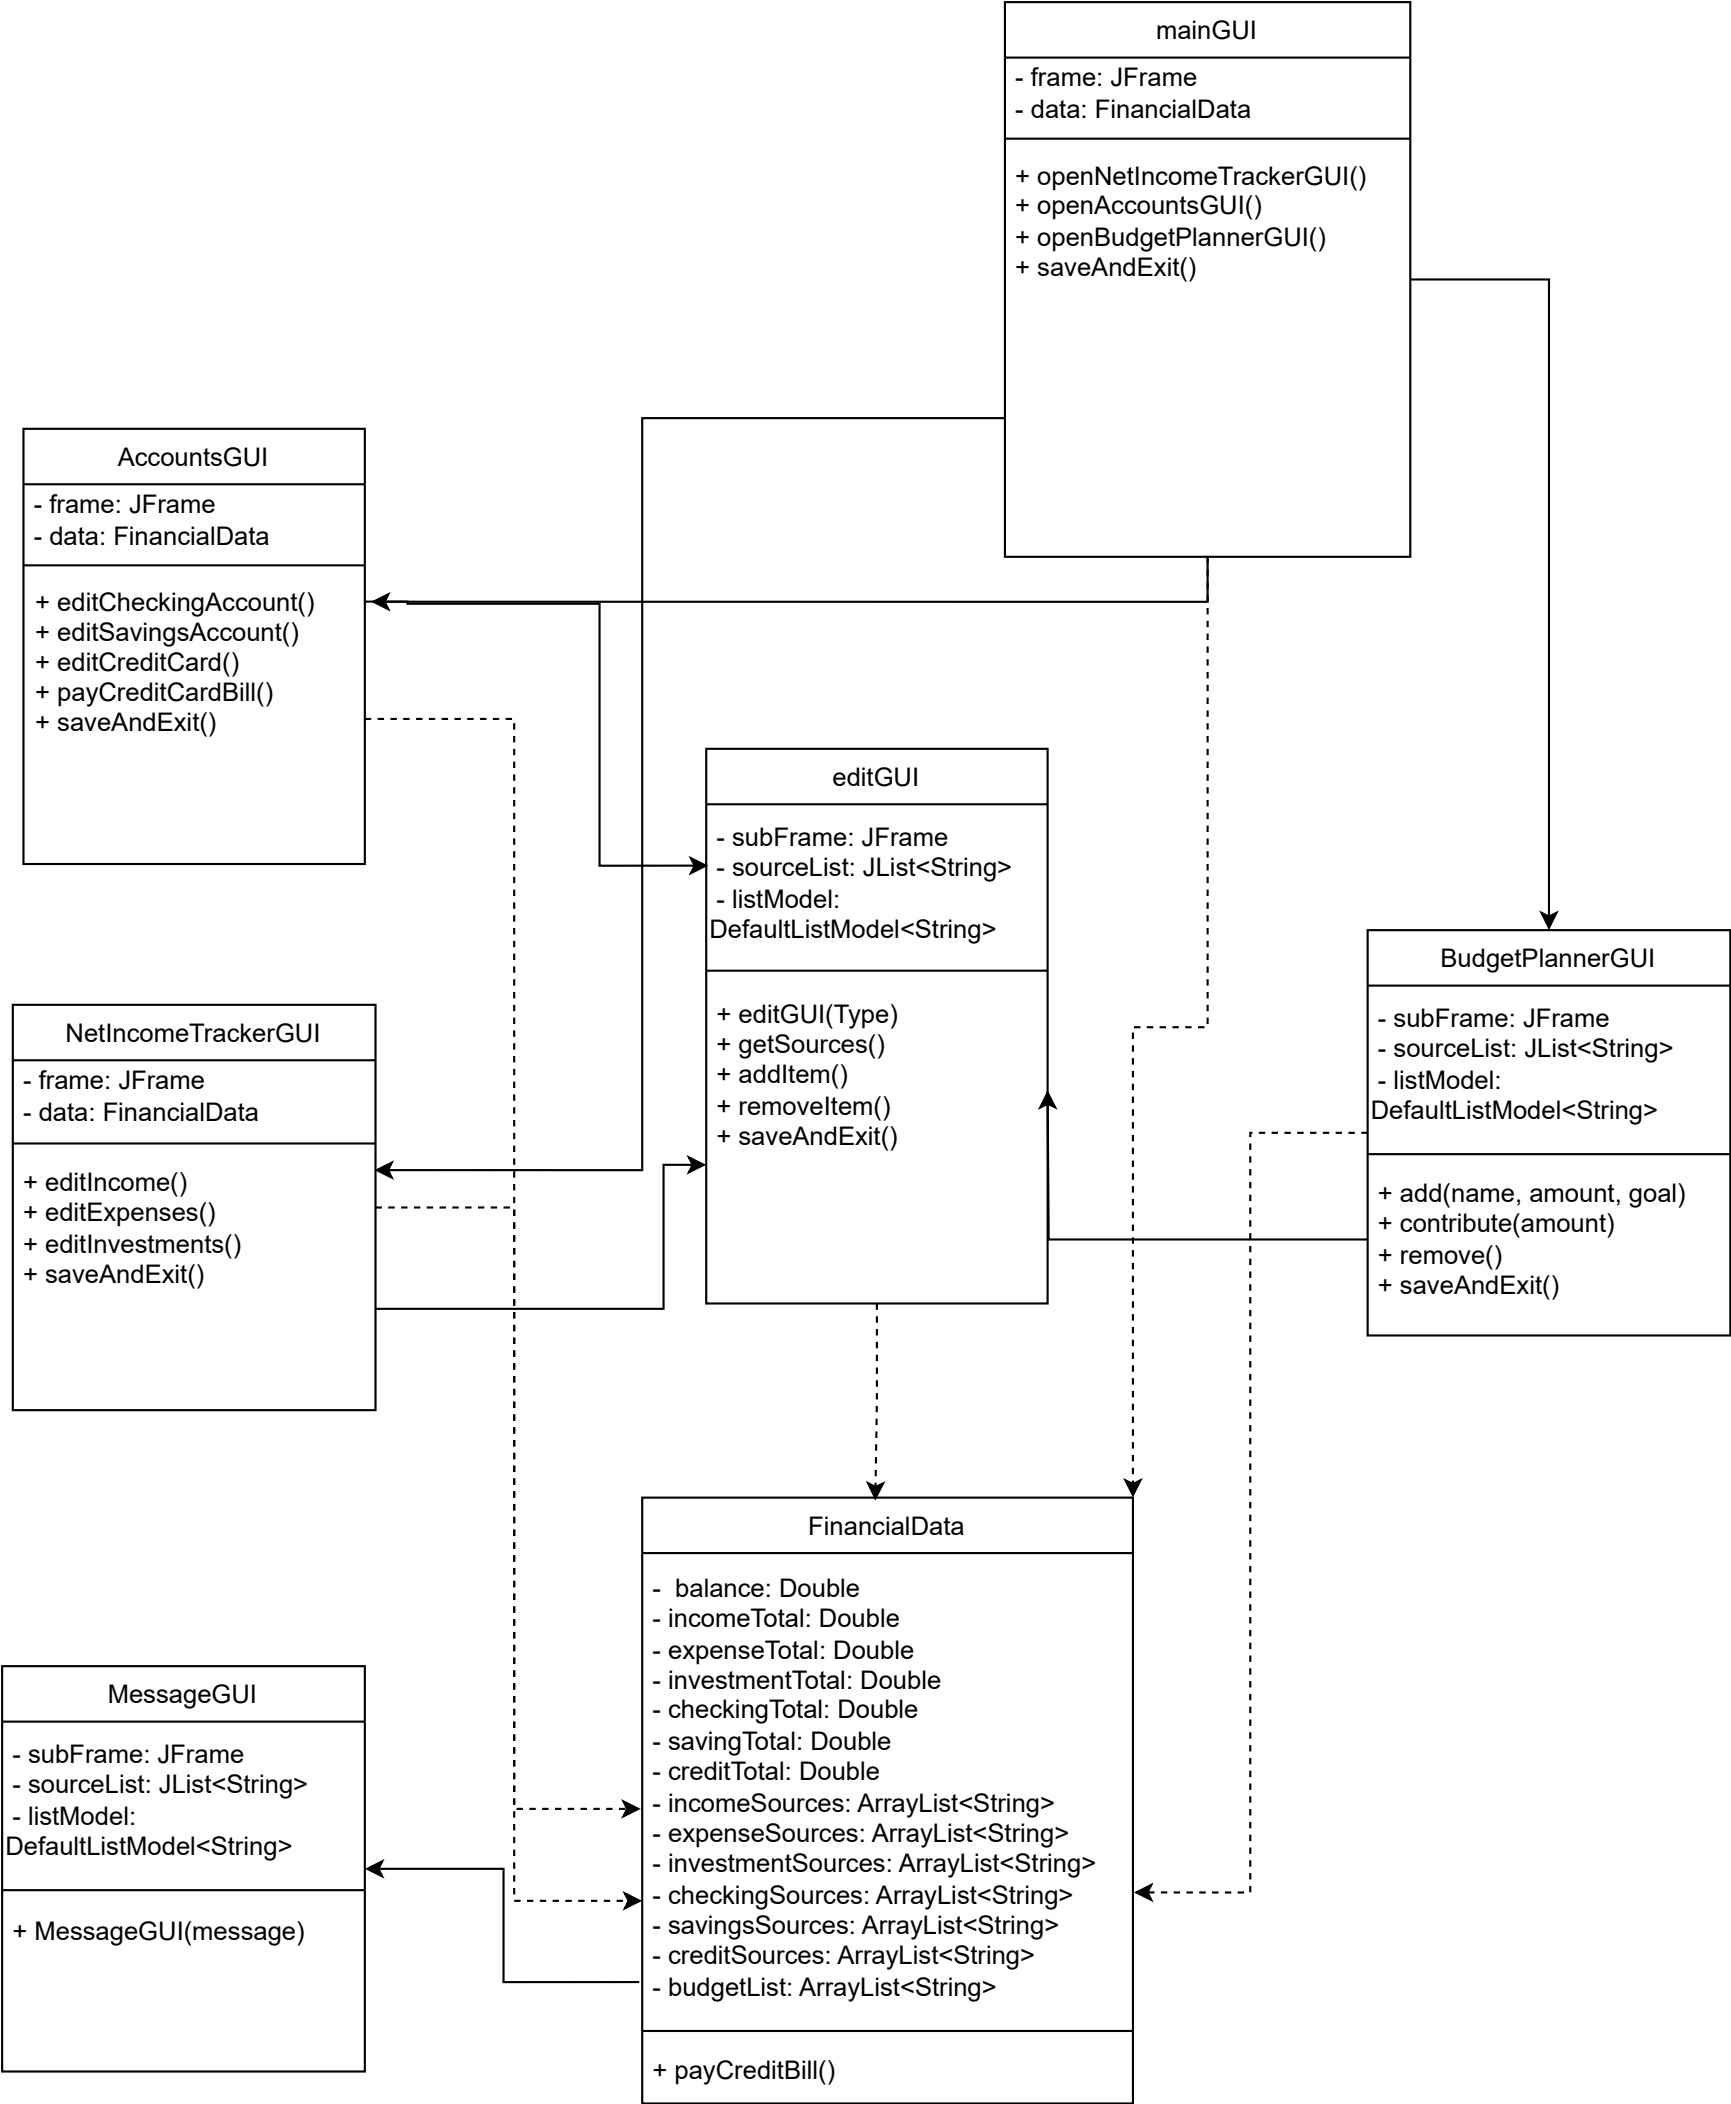 mainGUI
- frame: JFrame
- data: FinancialData
+ openNetIncomeTrackerGUI()
+ openAccountsGUI()
+ openBudgetPlannerGUI()
+ saveAndExit()
AccountsGUI
- frame: JFrame
- data: FinancialData
+ editCheckingAccount()
+ editSavingsAccount()
+ editCreditCard()
+ payCreditCardBill()
+ saveAndExit()
editGUI
- subFrame: JFrame
- sourceList: JList<String>
- listModel:
DefaultListModel<String>
+ editGUI(Type)
+ getSources()
+ addItem()
+ removeItem()
+ saveAndExit()
BudgetPlannerGUI
- subFrame: JFrame
- sourceList: JList<String>
- listModel:
DefaultListModel<String>
+ add(name, amount, goal)
+ contribute(amount)
+ remove()
+ saveAndExit()
NetIncomeTrackerGUI
- frame: JFrame
- data: FinancialData
+ editIncome()
+ editExpenses()
+ editInvestments()
+ saveAndExit()
FinancialData
- balance: Double
- incomeTotal: Double
- expenseTotal: Double
- investmentTotal: Double
- checkingTotal: Double
- savingTotal: Double
- creditTotal: Double
- incomeSources: ArrayList<String>
- expenseSources: ArrayList<String>
- investmentSources: ArrayList<String>
- checkingSources: ArrayList<String>
- savingsSources: ArrayList<String>
- creditSources: ArrayList<String>
- budgetList: ArrayList<String>
+ payCreditBill()
MessageGUI
- subFrame: JFrame
- sourceList: JList<String>
- listModel:
DefaultListModel<String>
+ MessageGUI(message)